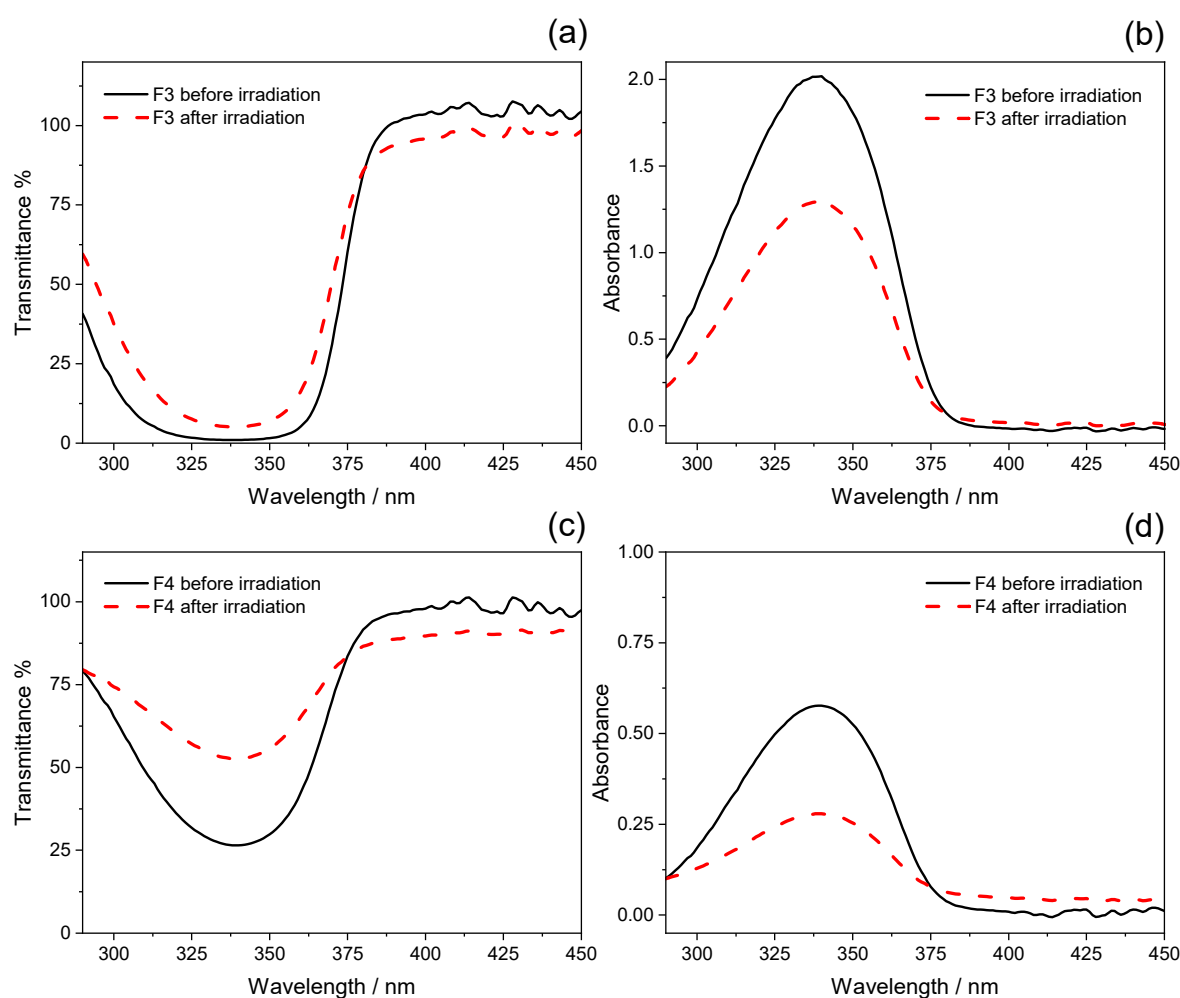 (a)
F3 before irradiation
F3 after irradiation
Transmittance %
100
75
50
25
0
300 325 350 375 400 425 450
Wavelength / nm
(b)
F3 before irradiation
F3 after irradiation
Absorbance
2.0
1.5
1.0
0.5
0.0
300 325 350 375 400 425 450
Wavelength / nm
(c)
F4 before irradiation
F4 after irradiation
Transmittance %
100
75
50
25
0
300 325 350 375 400 425 450
Wavelength / nm
(d)
F4 before irradiation
F4 after irradiation
Absorbance
1.00
0.75
0.50
0.25
0.00
300 325 350 375 400 425 450
Wavelength / nm